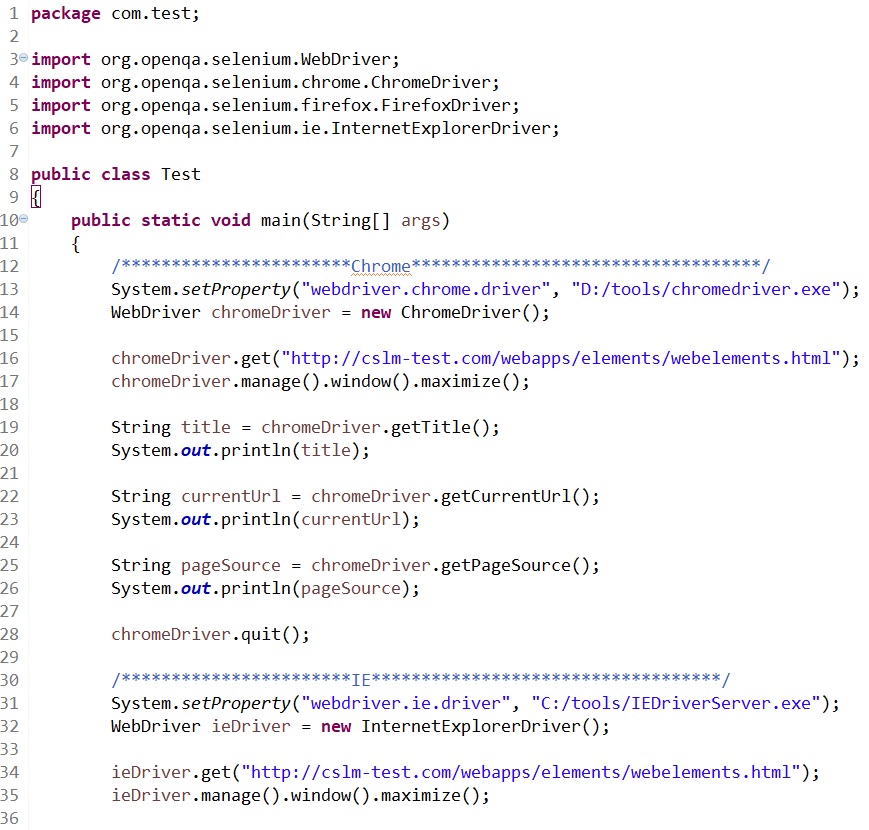 1 package com.test;
2
3 import org.openqa.selenium.WebDriver;
4 import org.openqa.selenium.chrome.ChromeDriver;
5 import org.openqa.selenium.firefox.FirefoxDriver;
6 import org.openqa.selenium.ie.InternetExplorerDriver;
7
8 public class Test
9 {
10     public static void main(String[] args)
11     {
12         /***********************Chrome***********************************/
13         System.setProperty("webdriver.chrome.driver", "D:/tools/chromedriver.exe");
14         WebDriver chromeDriver = new ChromeDriver();
15
16         chromeDriver.get("http://cslm-test.com/webapps/elements/webelements.html");
17         chromeDriver.manage().window().maximize();
18
19         String title = chromeDriver.getTitle();
20         System.out.println(title);
21
22         String currentUrl = chromeDriver.getCurrentUrl();
23         System.out.println(currentUrl);
24
25         String pageSource = chromeDriver.getPageSource();
26         System.out.println(pageSource);
27
28         chromeDriver.quit();
29
30         /***********************IE***********************************/
31         System.setProperty("webdriver.ie.driver", "C:/tools/IEDriverServer.exe");
32         WebDriver ieDriver = new InternetExplorerDriver();
33
34         ieDriver.get("http://cslm-test.com/webapps/elements/webelements.html");
35         ieDriver.manage().window().maximize();
36